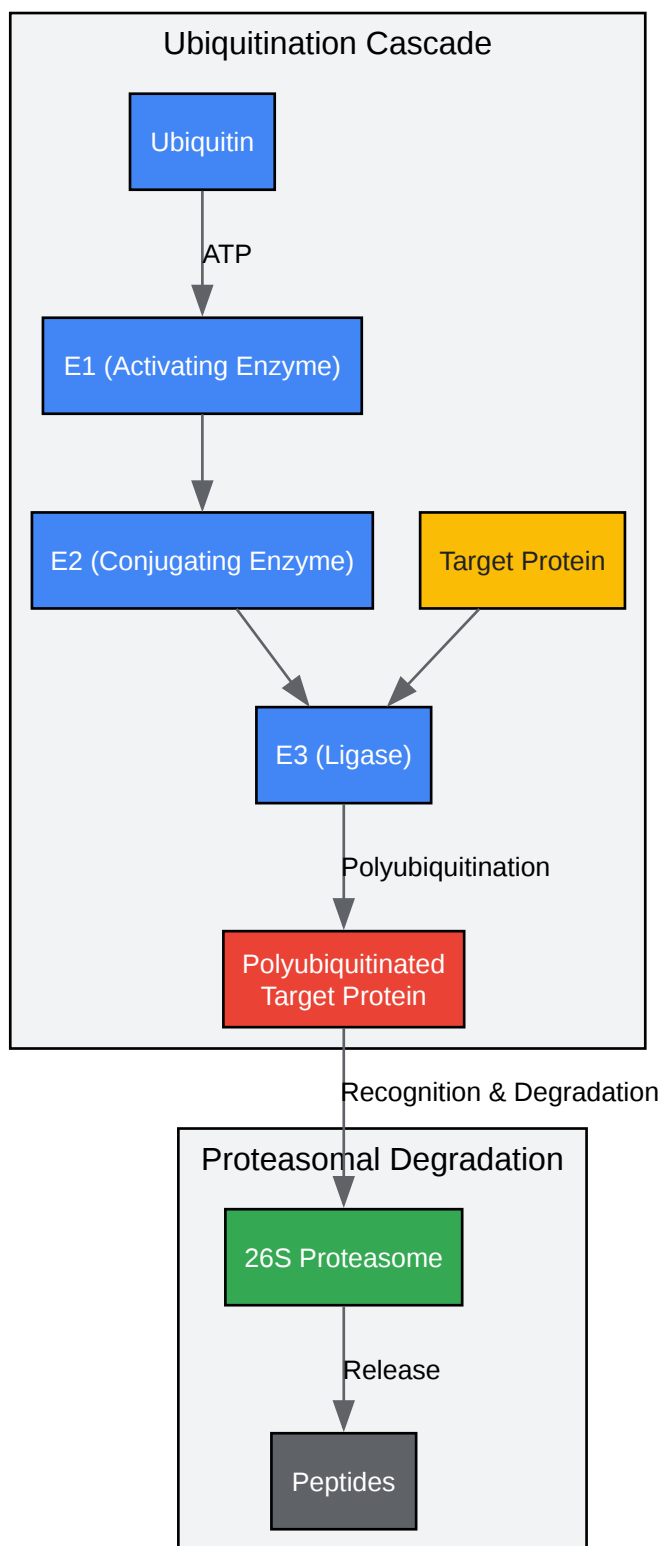 Ubiquitination Cascade
Ubiquitin
ATP
E1 (Activating Enzyme)
E2 (Conjugating Enzyme)
Target Protein
E3 (Ligase)
Polyubiquitination
Polyubiquitinated
Target Protein
Recognition & Degradation
Proteasomal Degradation
26S Proteasome
Release
Peptides